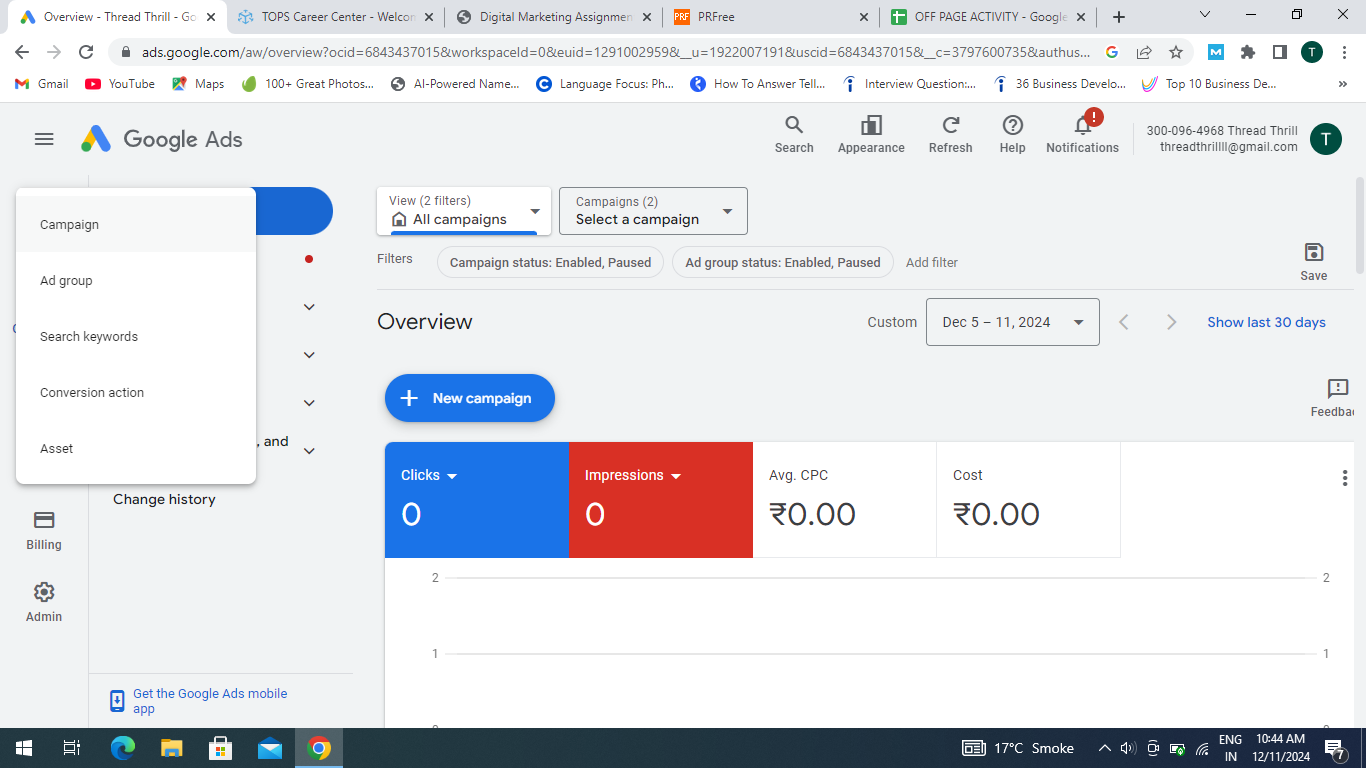 Overview - Thread Thrill - Go
TOPS Career Center - Welcon
Digital Marketing Assignmen
PRF
PRFree
OFF PAGE ACTIVITY - Google
ads.google.com/aw/overview?ocid=6843437015&workspaceId=0&euid=1291002959&__u=1922007191&uscid=6843437015&__c=3797600735&authus...
T
Gmail
YouTube
Maps
100+ Great Photos...
AI-Powered Name...
Language Focus: Ph...
How To Answer Tell...
Interview Question:...
36 Business Develo...
Top 10 Business De...
»
Google Ads
Search
Appearance
Refresh
Help
Notifications
300-096-4968 Thread Thrill
threadthrillll@gmail.com
T
Campaign
Ad group
Search keywords
Conversion action
Asset
, and
Change history
Billing
Admin
Get the Google Ads mobile
app
View (2 filters)
All campaigns
Campaigns (2)
Select a campaign
Filters
Campaign status: Enabled, Paused
Ad group status: Enabled, Paused
Add filter
Save
Overview
Custom
Dec 5 – 11, 2024
Show last 30 days
New campaign
Feedbac
Clicks
0
Impressions
0
Avg. CPC
₹0.00
Cost
₹0.00
2
2
1
1
17°C Smoke
ENG
IN
10:44 AM
12/11/2024
7